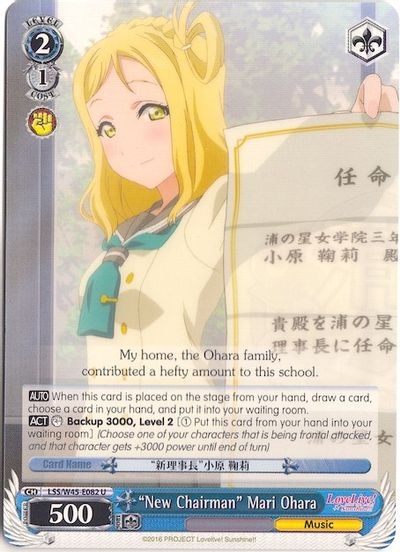 LEVEL
2
1
COST
任命
浦の星女学院三年
小原 鞠莉 殿
貴殿を浦の星
理事長に任命
My home, the Ohara family,
contributed a hefty amount to this school.
AUTO When this card is placed on the stage from your hand, draw a card,
choose a card in your hand, and put it into your waiting room.
ACT Backup 3000, Level 2 [① Put this card from your hand into your
waiting room] (Choose one of your characters that is being frontal attacked,
and that character gets +3000 power until end of turn)
Card Name
“新理事長”小原 鞠莉
CH
LSS/W45-E082 U
“New Chairman” Mari Ohara
LoveLive!
POWER
500
Music
©2016 PROJECT Lovelive! Sunshine!!